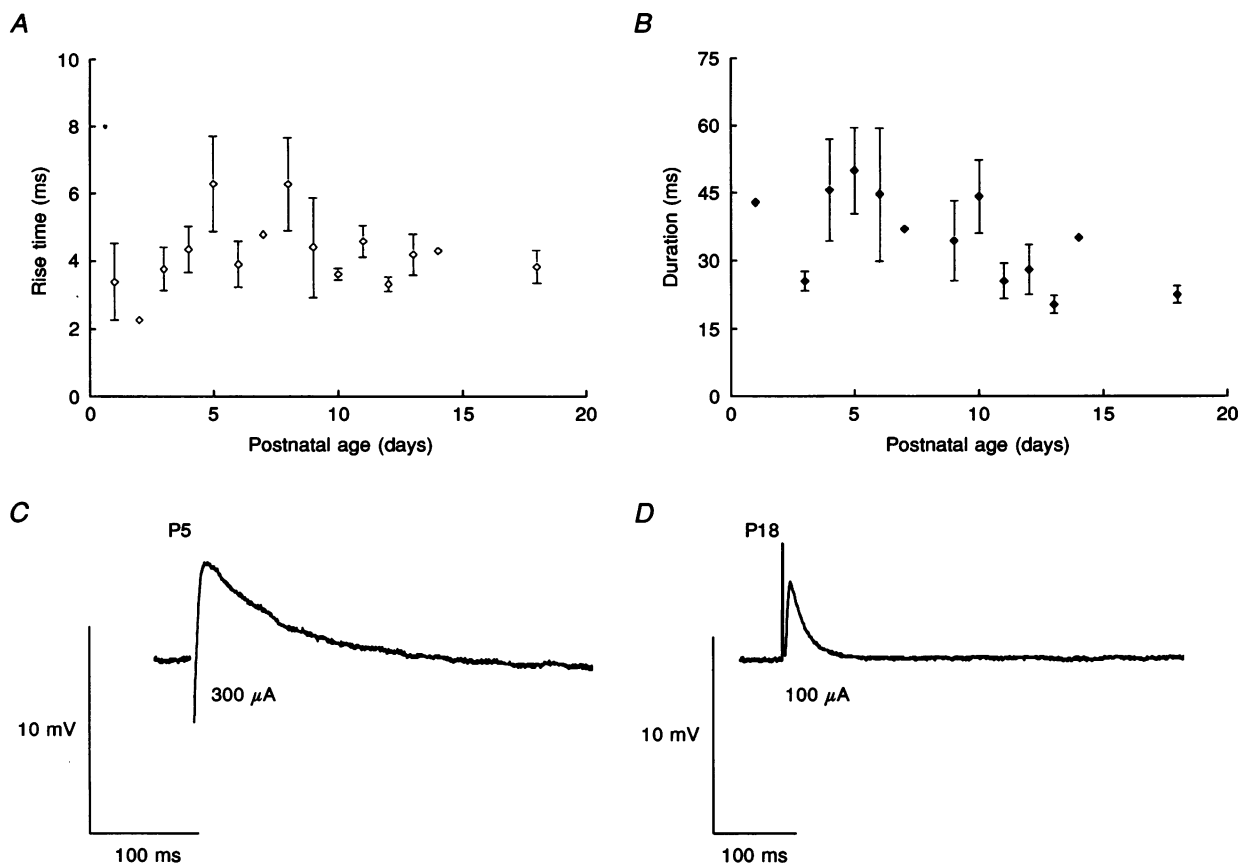 A
10
8
6
4
2
0
Rise time (ms)
0 5 10 15 20
Postnatal age (days)
B
75
60
45
30
15
0
Duration (ms)
0 5 10 15 20
Postnatal age (days)
C
P5
300 μA
10 mV
100 ms
D
P18
100 μA
10 mV
100 ms